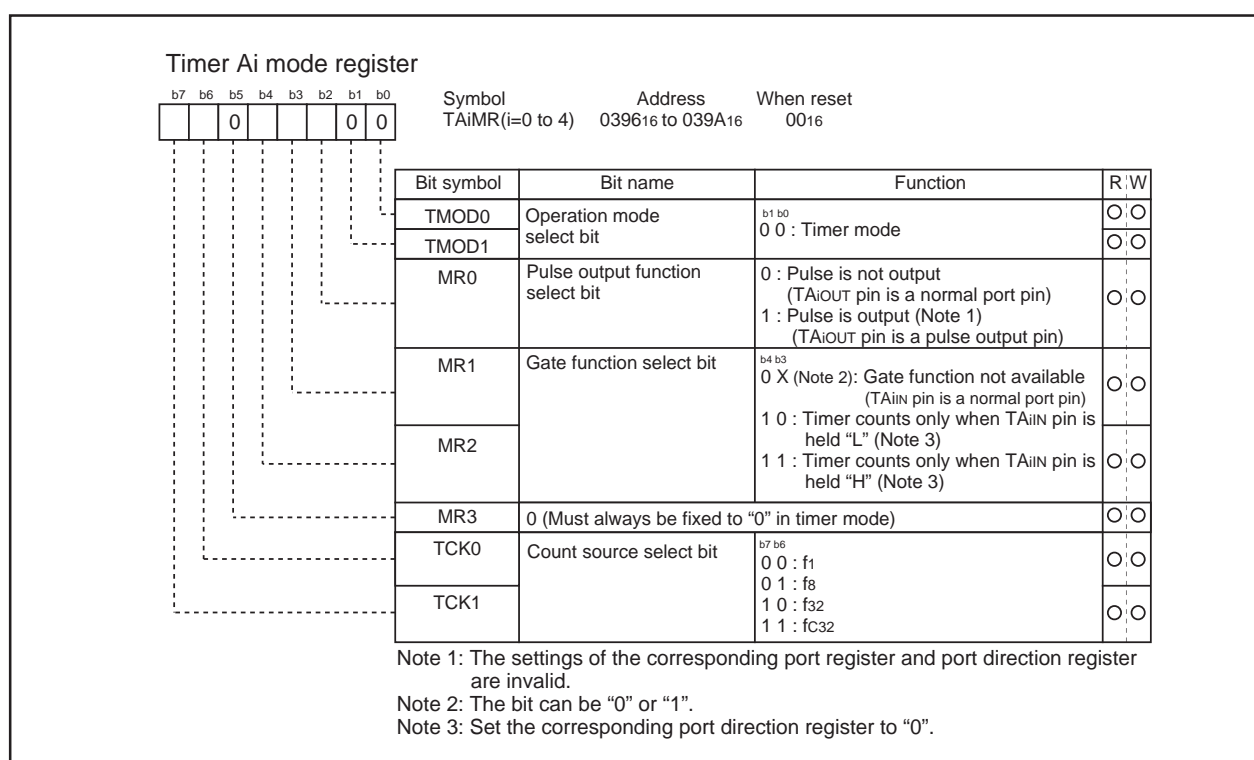 Timer Ai mode register
b7 b6 b5 b4 b3 b2 b1 b0
0 0 0
Symbol Address When reset
TAiMR(i=0 to 4) 039616 to 039A16 0016
Bit symbol Bit name Function R W
TMOD0 Operation mode select bit
b1 b0
0 0 : Timer mode
TMOD1
MR0 Pulse output function select bit
0 : Pulse is not output
(TAiOUT pin is a normal port pin)
1 : Pulse is output (Note 1)
(TAiOUT pin is a pulse output pin)
MR1 Gate function select bit
b4 b3
0 X (Note 2): Gate function not available
(TAiIN pin is a normal port pin)
1 0 : Timer counts only when TAiIN pin is
held “L” (Note 3)
MR2
1 1 : Timer counts only when TAiIN pin is
held “H” (Note 3)
MR3 0 (Must always be fixed to “0” in timer mode)
TCK0 Count source select bit
b7 b6
0 0 : f1
0 1 : f8
TCK1
1 0 : f32
1 1 : fC32
Note 1: The settings of the corresponding port register and port direction register
are invalid.
Note 2: The bit can be “0” or “1”.
Note 3: Set the corresponding port direction register to “0”.